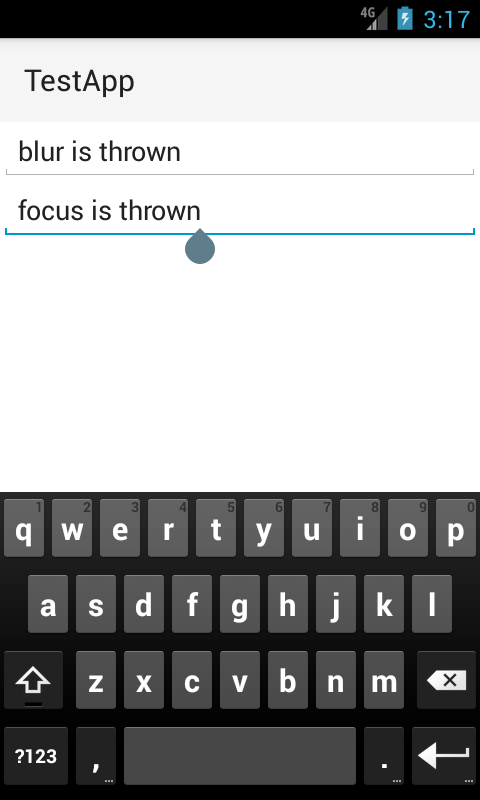 4G 3:17
TestApp
blur is thrown
focus is thrown
1 2 3 4 5 6 7 8 9 0
q w e r t y u i o p
a s d f g h j k l
z x c v b n m
?123 , ... . ... ...